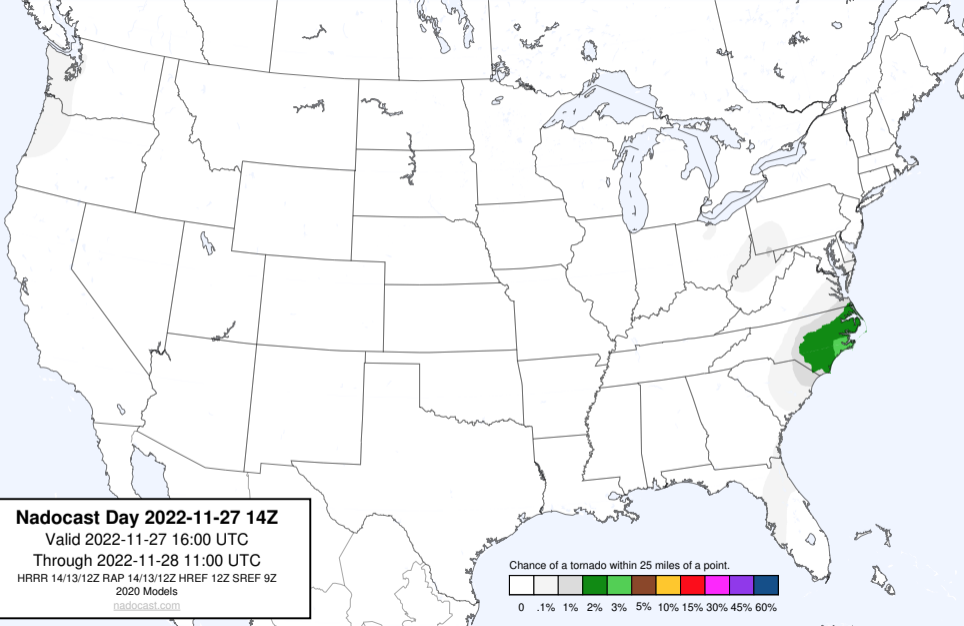 Nadocast Day 2022-11-27 14Z
Valid 2022-11-27 16:00 UTC
Through 2022-11-28 11:00 UTC
HRRR 14/13/12Z RAP 14/13/12Z HREF 12Z SREF 9Z
2020 Models
nadocast.com
Chance of a tornado within 25 miles of a point.
0 .1% 1% 2% 3% 5% 10% 15% 30% 45% 60%